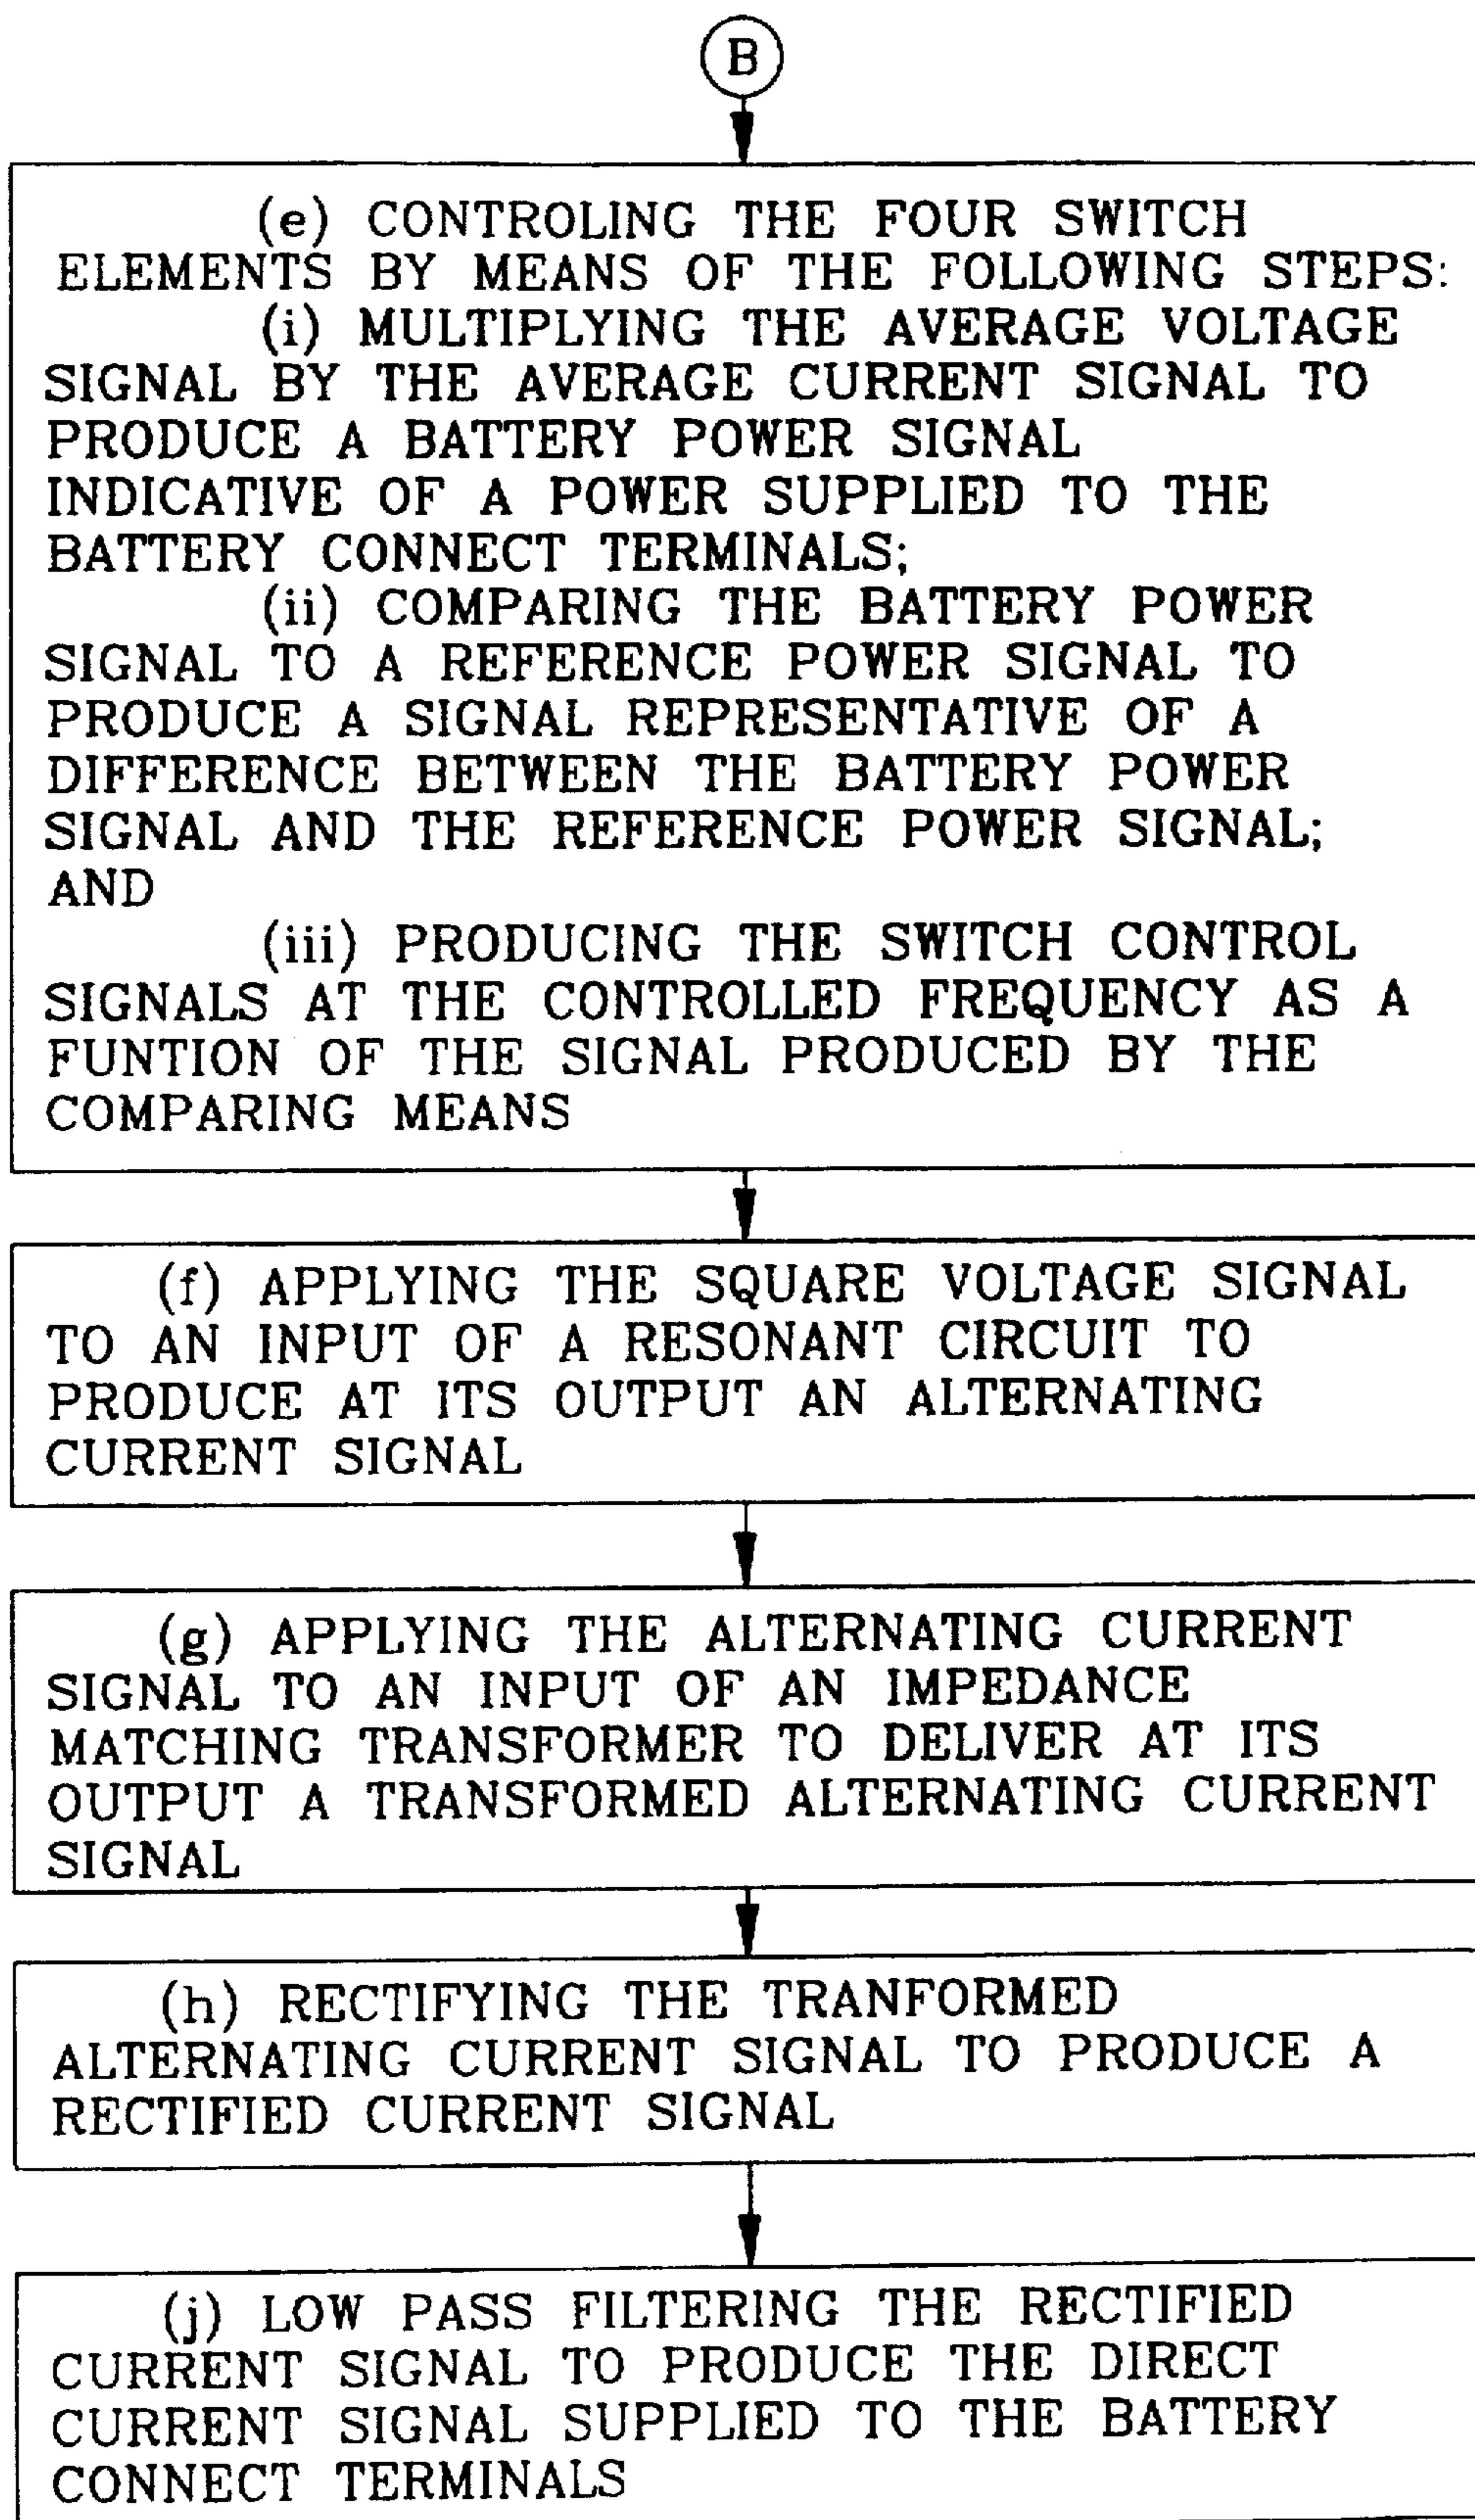 B
(e) CONTROLING THE FOUR SWITCH
ELEMENTS BY MEANS OF THE FOLLOWING STEPS:
(i) MULTIPLYING THE AVERAGE VOLTAGE
SIGNAL BY THE AVERAGE CURRENT SIGNAL TO
PRODUCE A BATTERY POWER SIGNAL
INDICATIVE OF A POWER SUPPLIED TO THE
BATTERY CONNECT TERMINALS;
(ii) COMPARING THE BATTERY POWER
SIGNAL TO A REFERENCE POWER SIGNAL TO
PRODUCE A SIGNAL REPRESENTATIVE OF A
DIFFERENCE BETWEEN THE BATTERY POWER
SIGNAL AND THE REFERENCE POWER SIGNAL;
AND
(iii) PRODUCING THE SWITCH CONTROL
SIGNALS AT THE CONTROLLED FREQUENCY AS A
FUNTION OF THE SIGNAL PRODUCED BY THE
COMPARING MEANS
(f) APPLYING THE SQUARE VOLTAGE SIGNAL
TO AN INPUT OF A RESONANT CIRCUIT TO
PRODUCE AT ITS OUTPUT AN ALTERNATING
CURRENT SIGNAL
(g) APPLYING THE ALTERNATING CURRENT
SIGNAL TO AN INPUT OF AN IMPEDANCE
MATCHING TRANSFORMER TO DELIVER AT ITS
OUTPUT A TRANSFORMED ALTERNATING CURRENT
SIGNAL
(h) RECTIFYING THE TRANFORMED
ALTERNATING CURRENT SIGNAL TO PRODUCE A
RECTIFIED CURRENT SIGNAL
(j) LOW PASS FILTERING THE RECTIFIED
CURRENT SIGNAL TO PRODUCE THE DIRECT
CURRENT SIGNAL SUPPLIED TO THE BATTERY
CONNECT TERMINALS